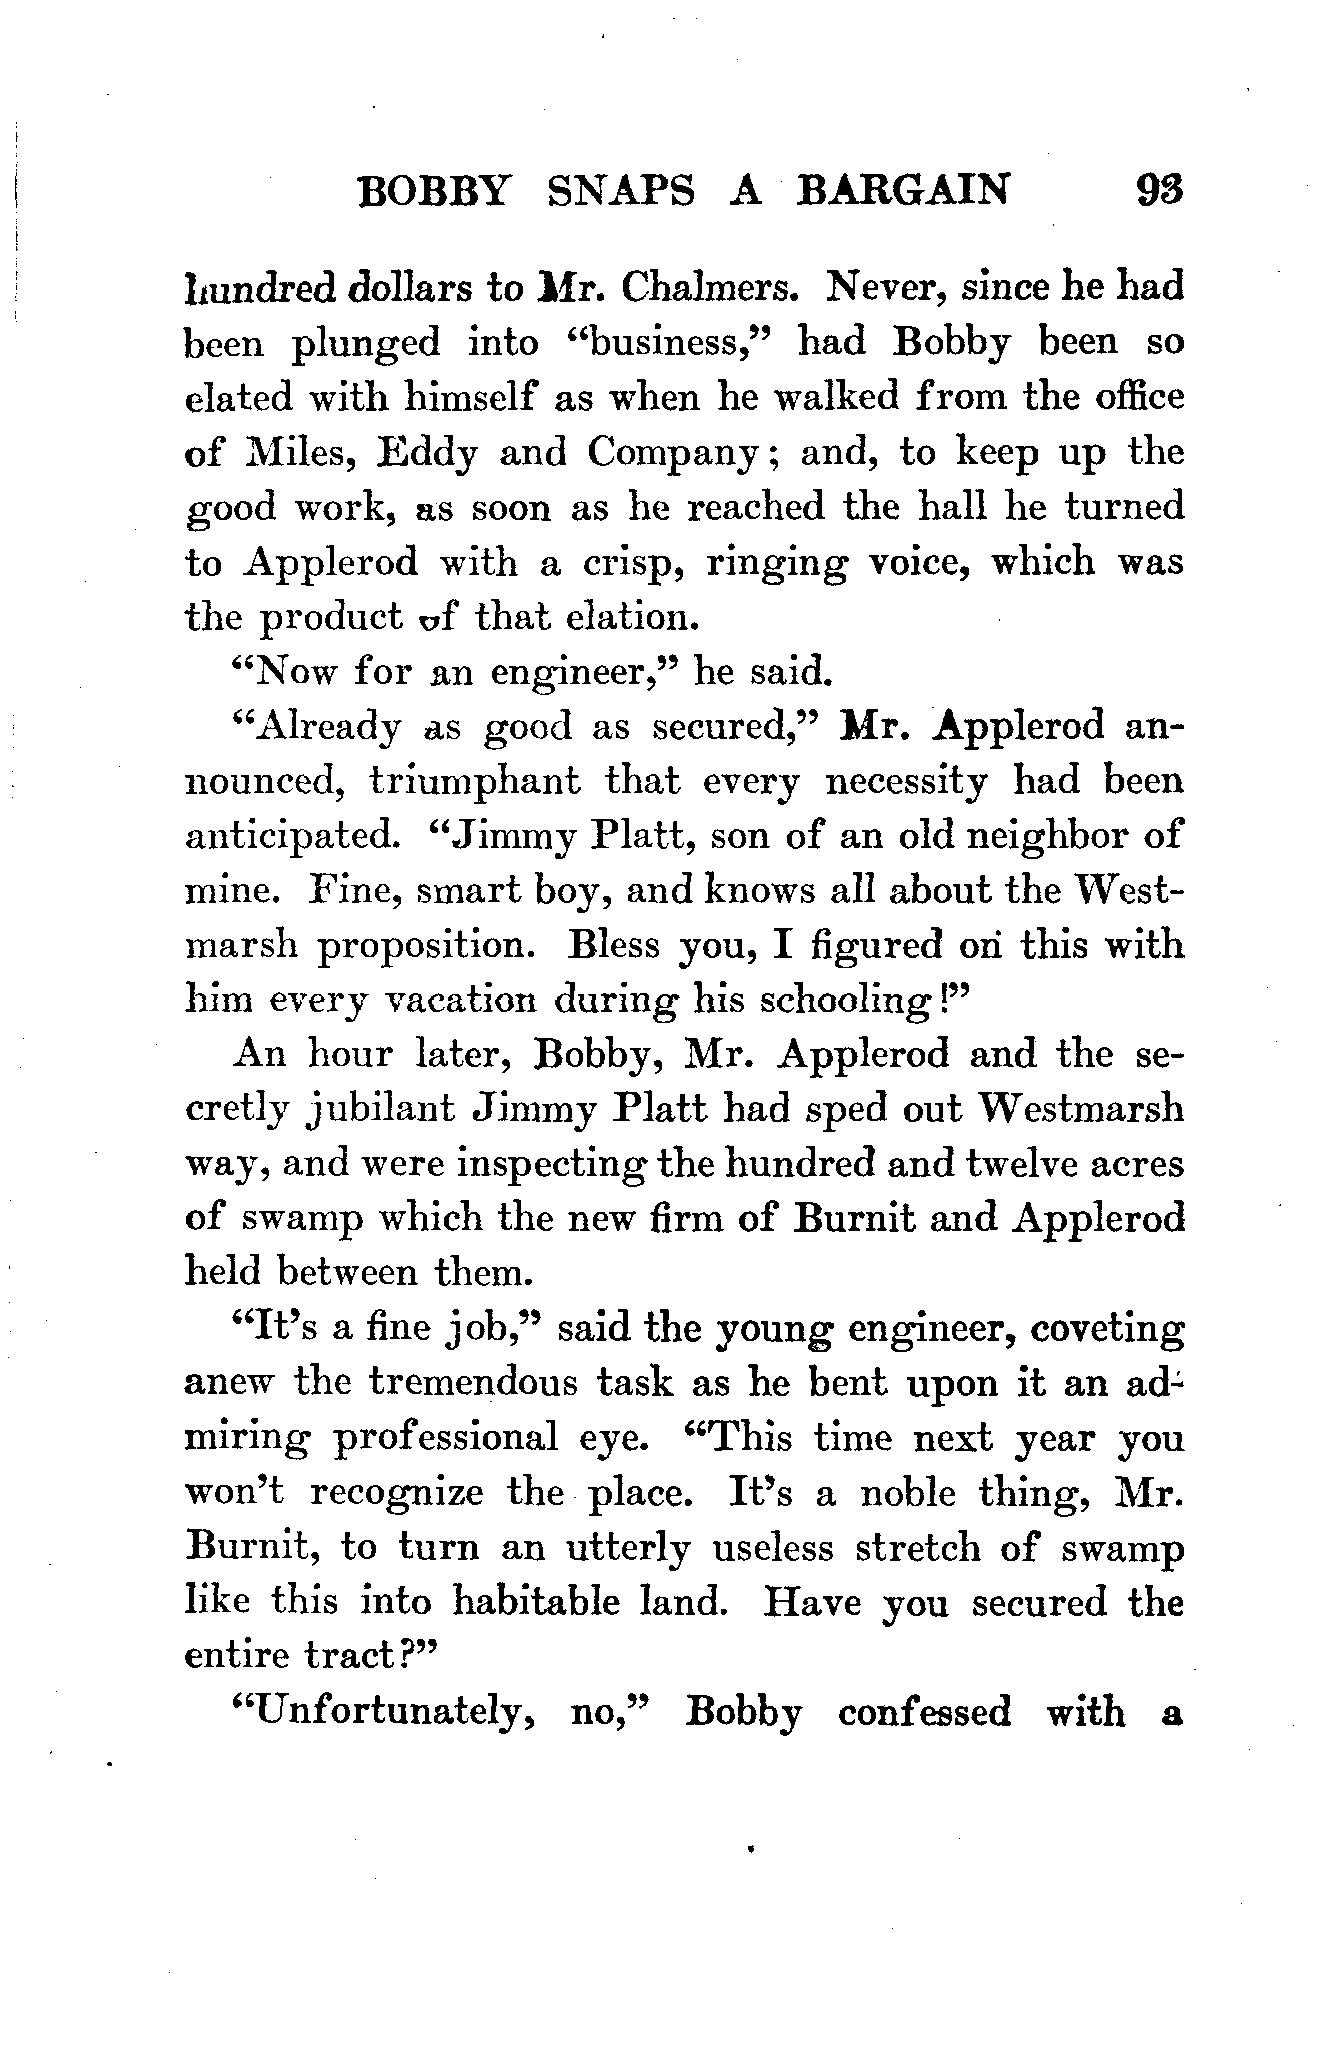 BOBBY SNAPS A BARGAIN 93
hundred dollars to Mr. Chalmers. Never, since he had
been plunged into “business,” had Bobby been so
elated with himself as when he walked from the office
of Miles, Eddy and Company; and, to keep up the
good work, as soon as he reached the hall he turned
to Applerod with a crisp, ringing voice, which was
the product of that elation.
“Now for an engineer,” he said.
“Already as good as secured,” Mr. Applerod an-
nounced, triumphant that every necessity had been
anticipated. “Jimmy Platt, son of an old neighbor of
mine. Fine, smart boy, and knows all about the West-
marsh proposition. Bless you, I figured on this with
him every vacation during his schooling!”
An hour later, Bobby, Mr. Applerod and the se-
cretly jubilant Jimmy Platt had sped out Westmarsh
way, and were inspecting the hundred and twelve acres
of swamp which the new firm of Burnit and Applerod
held between them.
“It’s a fine job,” said the young engineer, coveting
anew the tremendous task as he bent upon it an ad-
miring professional eye. “This time next year you
won’t recognize the place. It’s a noble thing, Mr.
Burnit, to turn an utterly useless stretch of swamp
like this into habitable land. Have you secured the
entire tract?”
“Unfortunately, no,” Bobby confessed with a